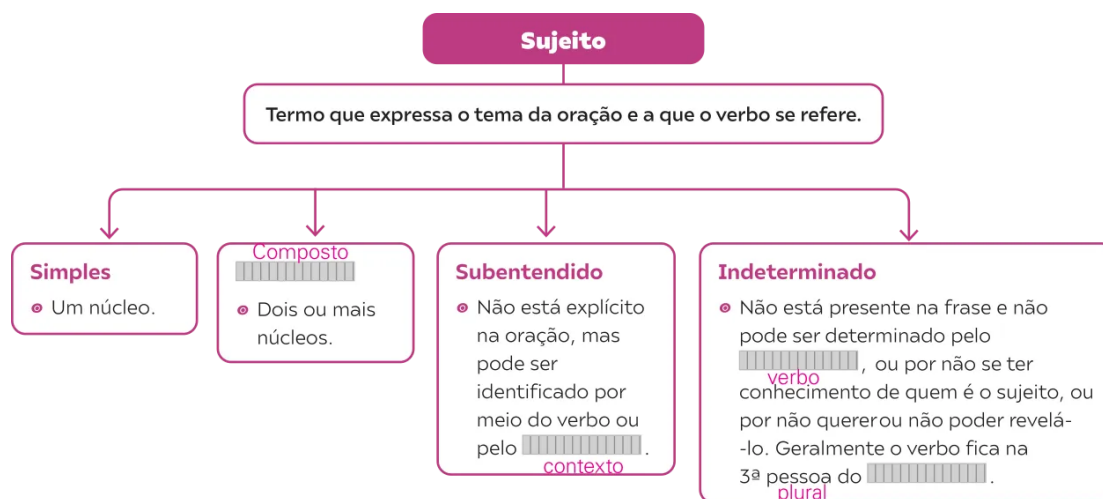 Sujeito
Termo que expressa o tema da oração e a que o verbo se refere.
Simples
Um núcleo.
Composto
Dois ou mais
núcleos.
Subentendido
Não está explícito
na oração, mas
pode ser
identificado por
meio do verbo ou
pelo .
contexto
Indeterminado
Não está presente na frase e não
pode ser determinado pelo
, ou por não se ter
verbo
conhecimento de quem é o sujeito, ou
por não quererou não poder revelá-
-lo. Geralmente o verbo fica na
3ª pessoa do .
plural